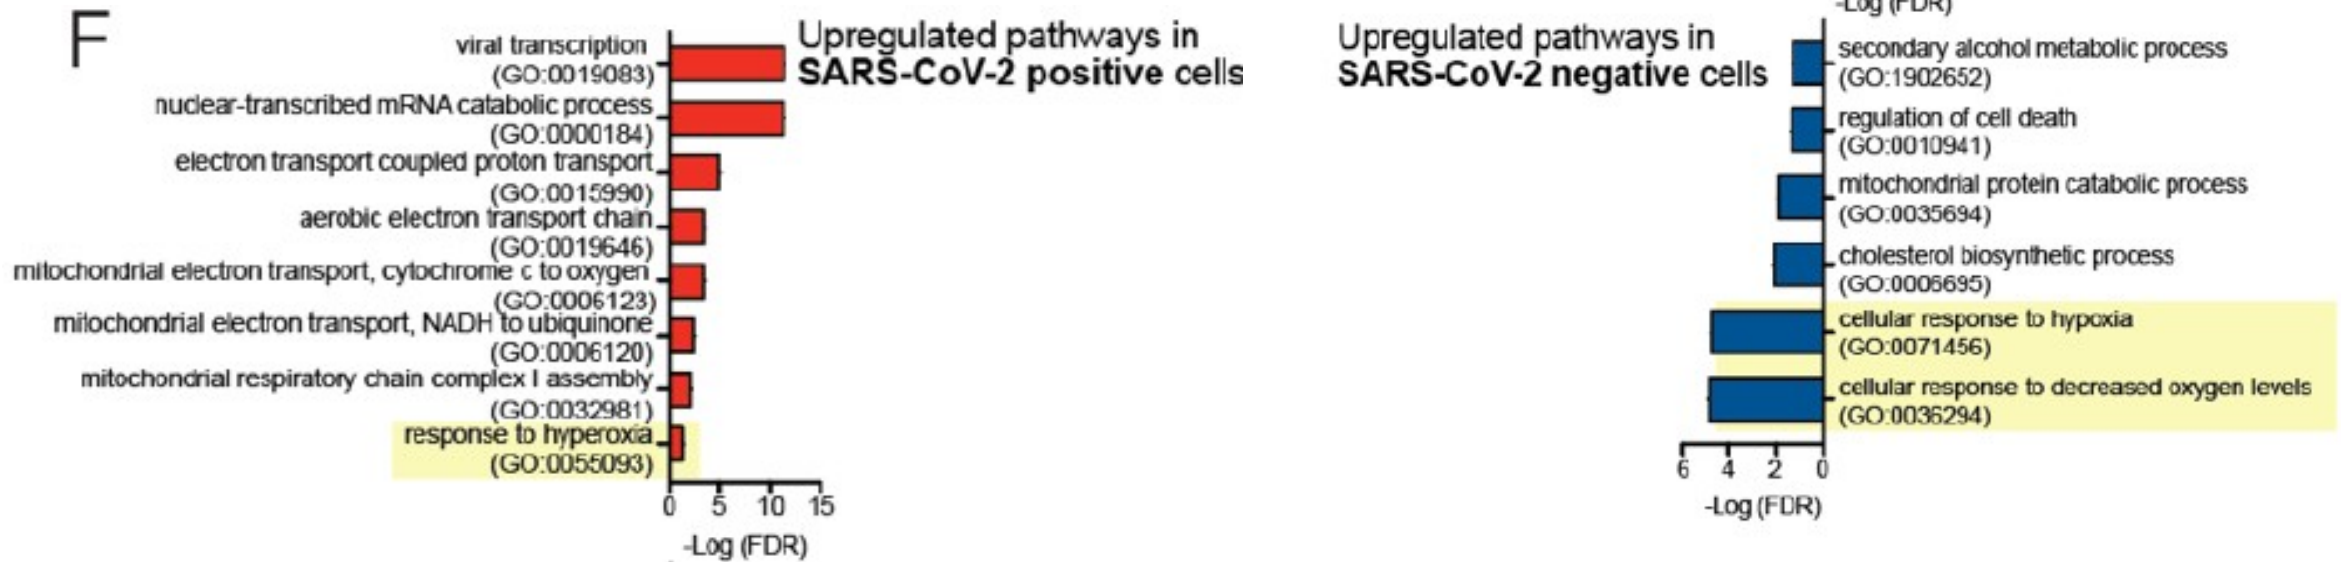 F
viral transcription
(GO:0019083)
nuclear-transcribed mRNA catabolic process
(GO:0000184)
electron transport coupled proton transport
(GO:0015990)
aerobic electron transport chain
(GO:0019646)
mitochondrial electron transport, cytochrome c to oxygen
(GO:0006123)
mitochondrial electron transport, NADH to ubiquinone
(GO:0006120)
mitochondrial respiratory chain complex I assembly
(GO:0032981)
response to hyperoxia
(GO:0055093)
0 5 10 15
-Log (FDR)
Upregulated pathways in
SARS-CoV-2 positive cells
Upregulated pathways in
SARS-CoV-2 negative cells
-Log (FDR)
secondary alcohol metabolic process
(GO:1902652)
regulation of cell death
(GO:0010941)
mitochondrial protein catabolic process
(GO:0035694)
cholesterol biosynthetic process
(GO:0006695)
cellular response to hypoxia
(GO:0071456)
cellular response to decreased oxygen levels
(GO:0036294)
6 4 2 0
-Log (FDR)